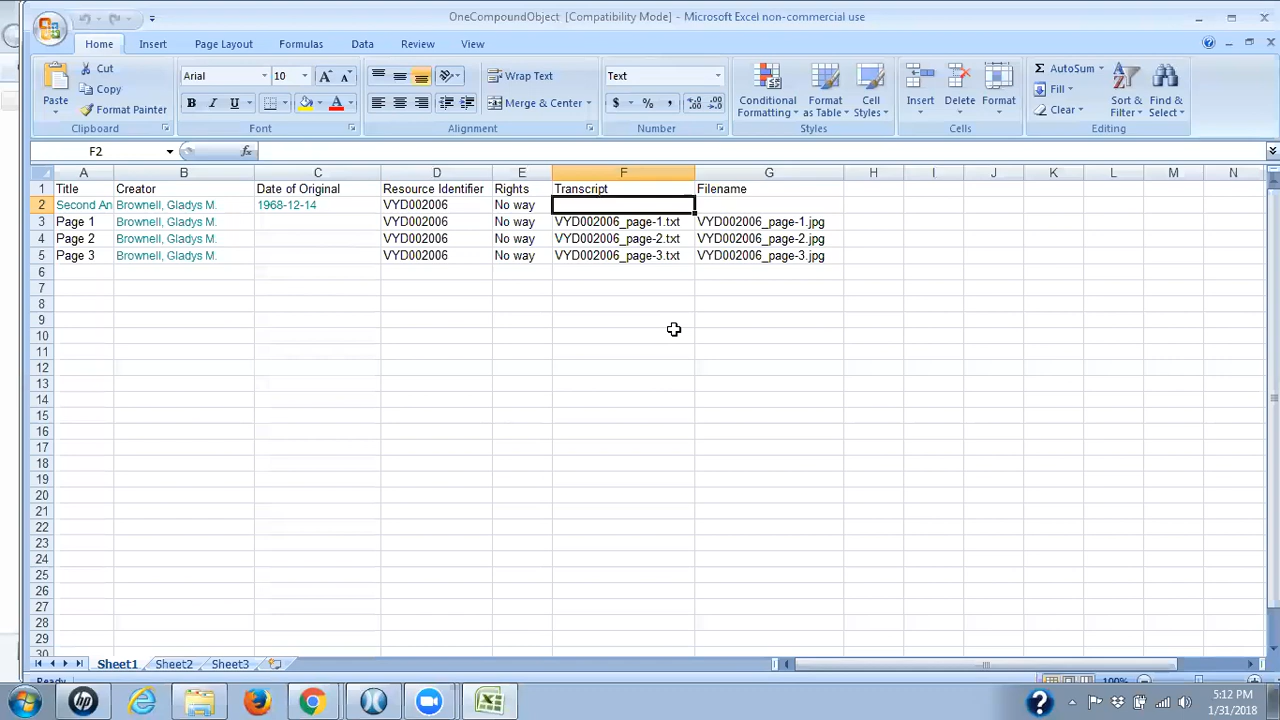 OneCompoundObject [Compatibility Mode] - Microsoft Excel non-commercial use
Home Insert Page Layout Formulas Data Review View
Paste Cut Copy Format Painter
Clipboard
Arial 10
B I U A
Font
Wrap Text
Merge & Center
Alignment
Text
$ % ,
Number
Conditional Formatting Format as Table Cell Styles
Styles
Insert Delete Format
Cells
Σ AutoSum Fill Clear Sort & Filter Find & Select
Editing
F2 fx
A B C D E F G H I J K L M N
1 Title Creator Date of Original Resource Identifier Rights Transcript Filename
2 Second An Brownell, Gladys M. 1968-12-14 VYD002006 No way
3 Page 1 Brownell, Gladys M. VYD002006 No way VYD002006_page-1.txt VYD002006_page-1.jpg
4 Page 2 Brownell, Gladys M. VYD002006 No way VYD002006_page-2.txt VYD002006_page-2.jpg
5 Page 3 Brownell, Gladys M. VYD002006 No way VYD002006_page-3.txt VYD002006_page-3.jpg
6
7
8
9
10
11
12
13
14
15
16
17
18
19
20
21
22
23
24
25
26
27
28
29
30
Sheet1 Sheet2 Sheet3
Ready 100%
hp
5:12 PM
1/31/2018